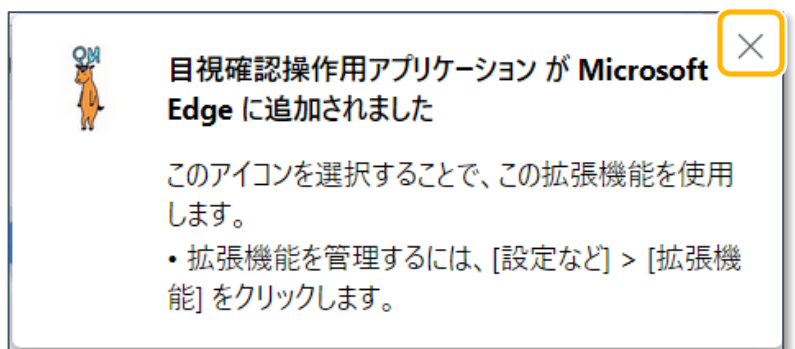 QM
目視確認操作用アプリケーション が Microsoft
Edge に追加されました
このアイコンを選択することで、この拡張機能を使用
します。
• 拡張機能を管理するには、[設定など] > [拡張機
能] をクリックします。